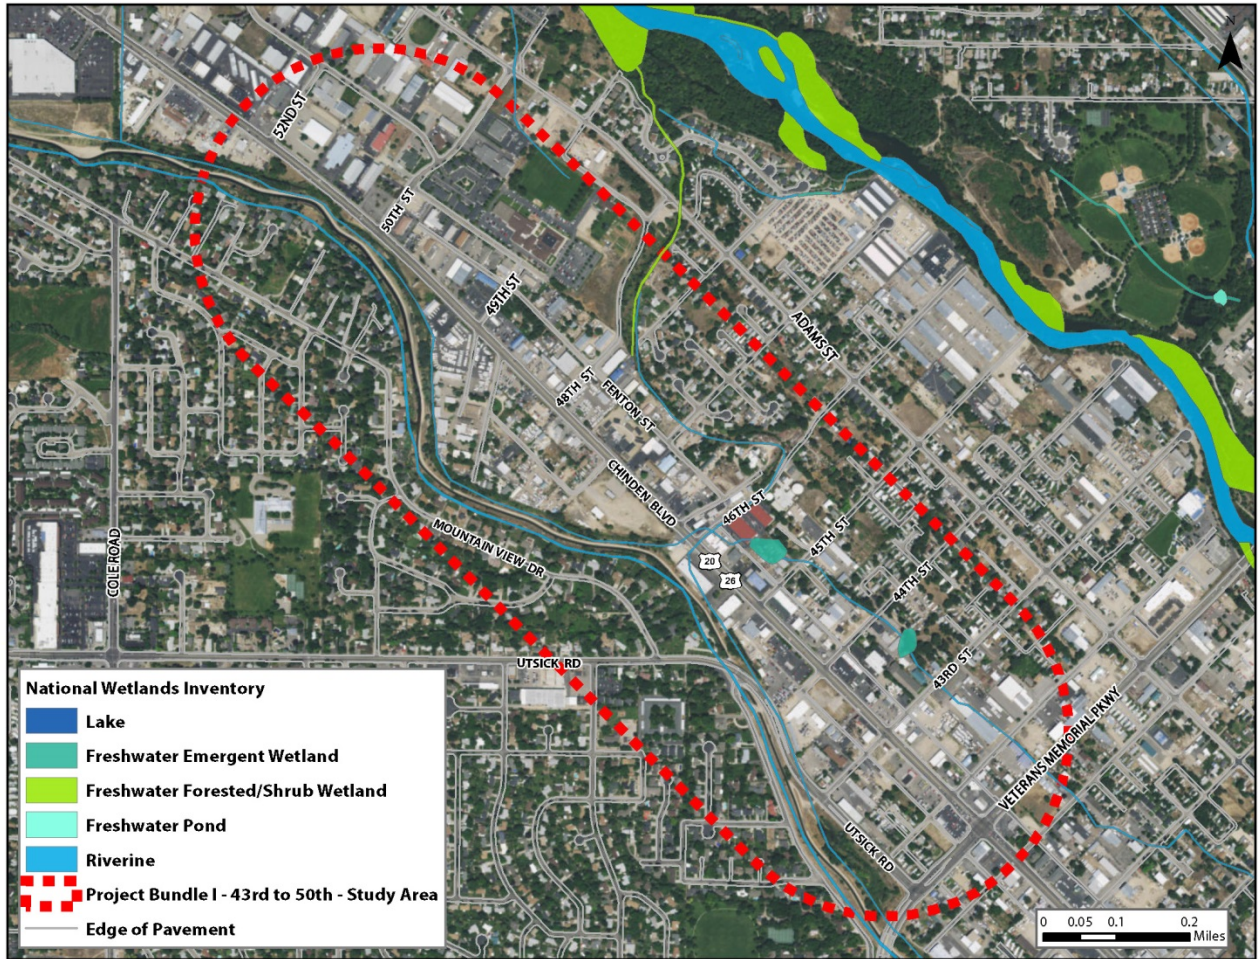 N
52ND ST
50TH ST
49TH ST
ADAMS ST
48TH ST
FENTON ST
CHINDEN BLVD
46TH ST
45TH ST
MOUNTAIN VIEW DR
COLE ROAD
20
26
44TH ST
43RD ST
UTSICK RD
VETERANS MEMORIAL PKWY
UTSICK RD
National Wetlands Inventory
Lake
Freshwater Emergent Wetland
Freshwater Forested/Shrub Wetland
Freshwater Pond
Riverine
Project Bundle I - 43rd to 50th - Study Area
Edge of Pavement
0 0.05 0.1 0.2
Miles